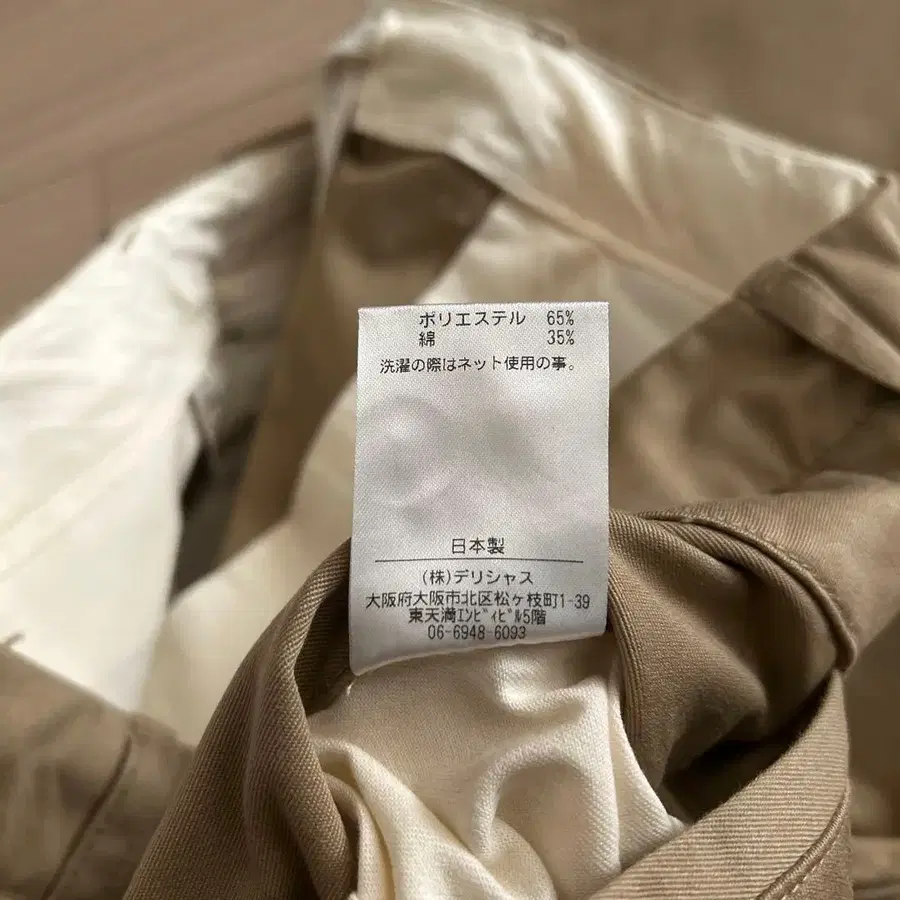 ポリエステル 65%
綿 35%
洗濯の際はネット使用の事。
日本製
(株)デリシャス
大阪府大阪市北区松ヶ枝町1-39
東天満ｴﾝﾋﾞｨﾋﾞﾙ5階
06-6948-6093